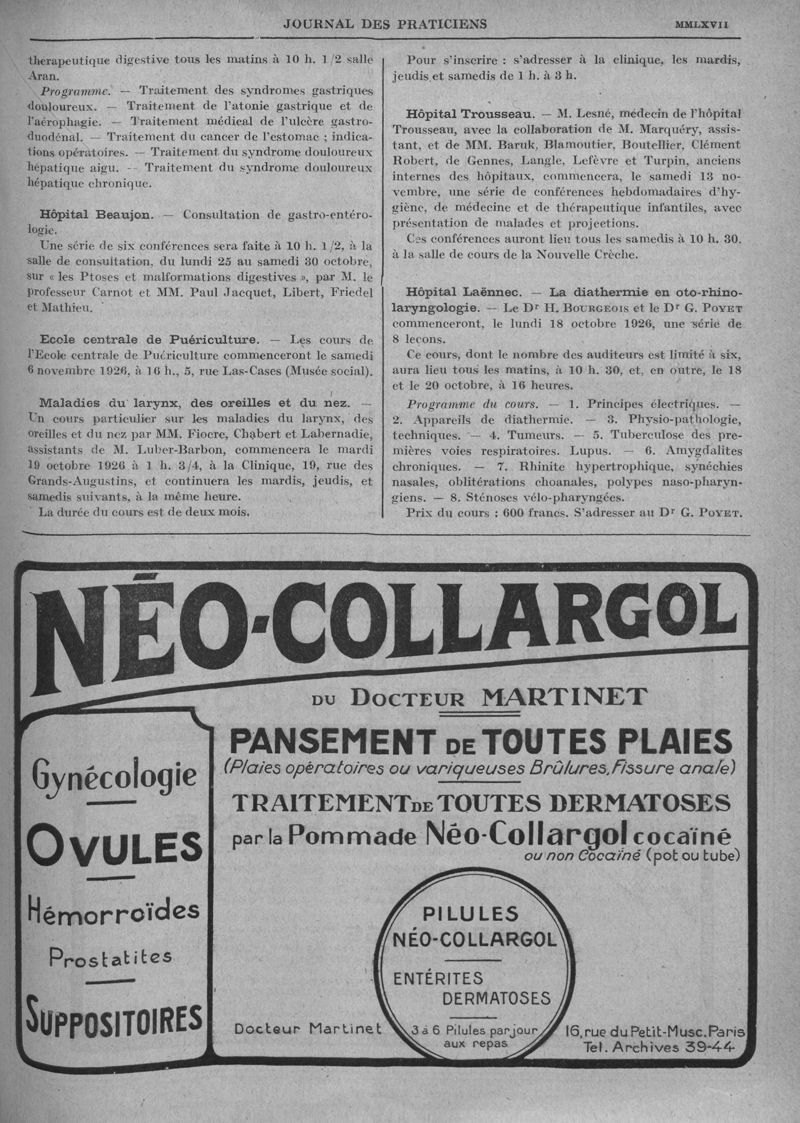 JOURNAL DES PRATICIENS
MMLXVII
therapeutique digestive tous les matins à 10 h. 1/2 salle
Aran.
Programme. — Traitement des syndromes gastriques
douloureux. — Traitement de l'atonie gastrique et de
l'aérophagie. — Traitement médical de l'ulcère gastro-
duodénal. — Traitement du cancer de l'estomac ; indica-
tions opératoires. — Traitement du syndrome douloureux
hépatique aigu. — Traitement du syndrome douloureux
hépatique chronique.
Hôpital Beaujon. — Consultation de gastro-entéro-
logie.
Une série de six conférences sera faite à 10 h. 1/2, à la
salle de consultation, du lundi 25 au samedi 30 octobre,
sur « les Ptoses et malformations digestives », par M. le
professeur Carnot et MM. Paul Jacquet, Libert, Friedel
et Mathieu.
Ecole centrale de Puériculture. — Les cours de
l'Ecole centrale de Puériculture commenceront le samedi
6 novembre 1926, à 16 h., 5, rue Las-Cases (Musée social).
Maladies du larynx, des oreilles et du nez. —
Un cours particulier sur les maladies du larynx, des
oreilles et du nez par MM. Fiocre, Chabert et Labernadie,
assistants de M. Luber-Barbon, commencera le mardi
19 octobre 1926 à 1 h. 3/4, à la Clinique, 19, rue des
Grands-Augustins, et continuera les mardis, jeudis, et
samedis suivants, à la même heure.
La durée du cours est de deux mois.
Pour s'inscrire : s'adresser à la clinique, les mardis,
jeudis et samedis de 1 h. à 3 h.
Hôpital Trousseau. — M. Lesné, médecin de l'hôpital
Trousseau, avec la collaboration de M. Marquéry, assis-
tant, et de MM. Baruk, Blamoutier, Boutellier, Clément
Robert, de Gennes, Langle, Lefèvre et Turpin, anciens
internes des hôpitaux, commencera, le samedi 13 no-
vembre, une série de conférences hebdomadaires d'hy-
giène, de médecine et de thérapeutique infantiles, avec
présentation de malades et projections.
Ces conférences auront lieu tous les samedis à 10 h. 30.
à la salle de cours de la Nouvelle Crèche.
Hôpital Laënnec. — La diathermie en oto-rhino-
laryngologie. — Le Dr H. BOURGEOIS et le Dr G. POYET
commenceront, le lundi 18 octobre 1926, une série de
8 leçons.
Ce cours, dont le nombre des auditeurs est limité à six,
aura lieu tous les matins, à 10 h. 30, et, en outre, le 18
et le 20 octobre, à 16 heures.
Programme du cours. — 1. Principes électriques. —
2. Appareils de diathermie. — 3. Physio-pathologie,
techniques. — 4. Tumeurs. — 5. Tuberculose des pre-
mières voies respiratoires. Lupus. — 6. Amygdalites
chroniques. — 7. Rhinite hypertrophique, synéchies
nasales, oblitérations choanales, polypes naso-pharyn-
giens. — 8. Sténoses vélo-pharyngées.
Prix du cours : 600 francs. S'adresser au Dr G. POYET.
NÉO-COLLARGOL
DU DOCTEUR MARTINET
Gynécologie
OVULES
Hémorroïdes
Prostatites
SUPPOSITOIRES
PANSEMENT DE TOUTES PLAIES
(Plaies opératoires ou variqueuses Brûlures, Fissure anale)
TRAITEMENT DE TOUTES DERMATOSES
par la Pommade Néo-Collargol cocaïné
ou non Cocaïné (pot ou tube)
PILULES
NÉO-COLLARGOL
ENTÉRITES
DERMATOSES
3 à 6 Pilules par jour
aux repas
Docteur Martinet
16, rue du Petit-Musc. Paris
Tel. Archives 39-44